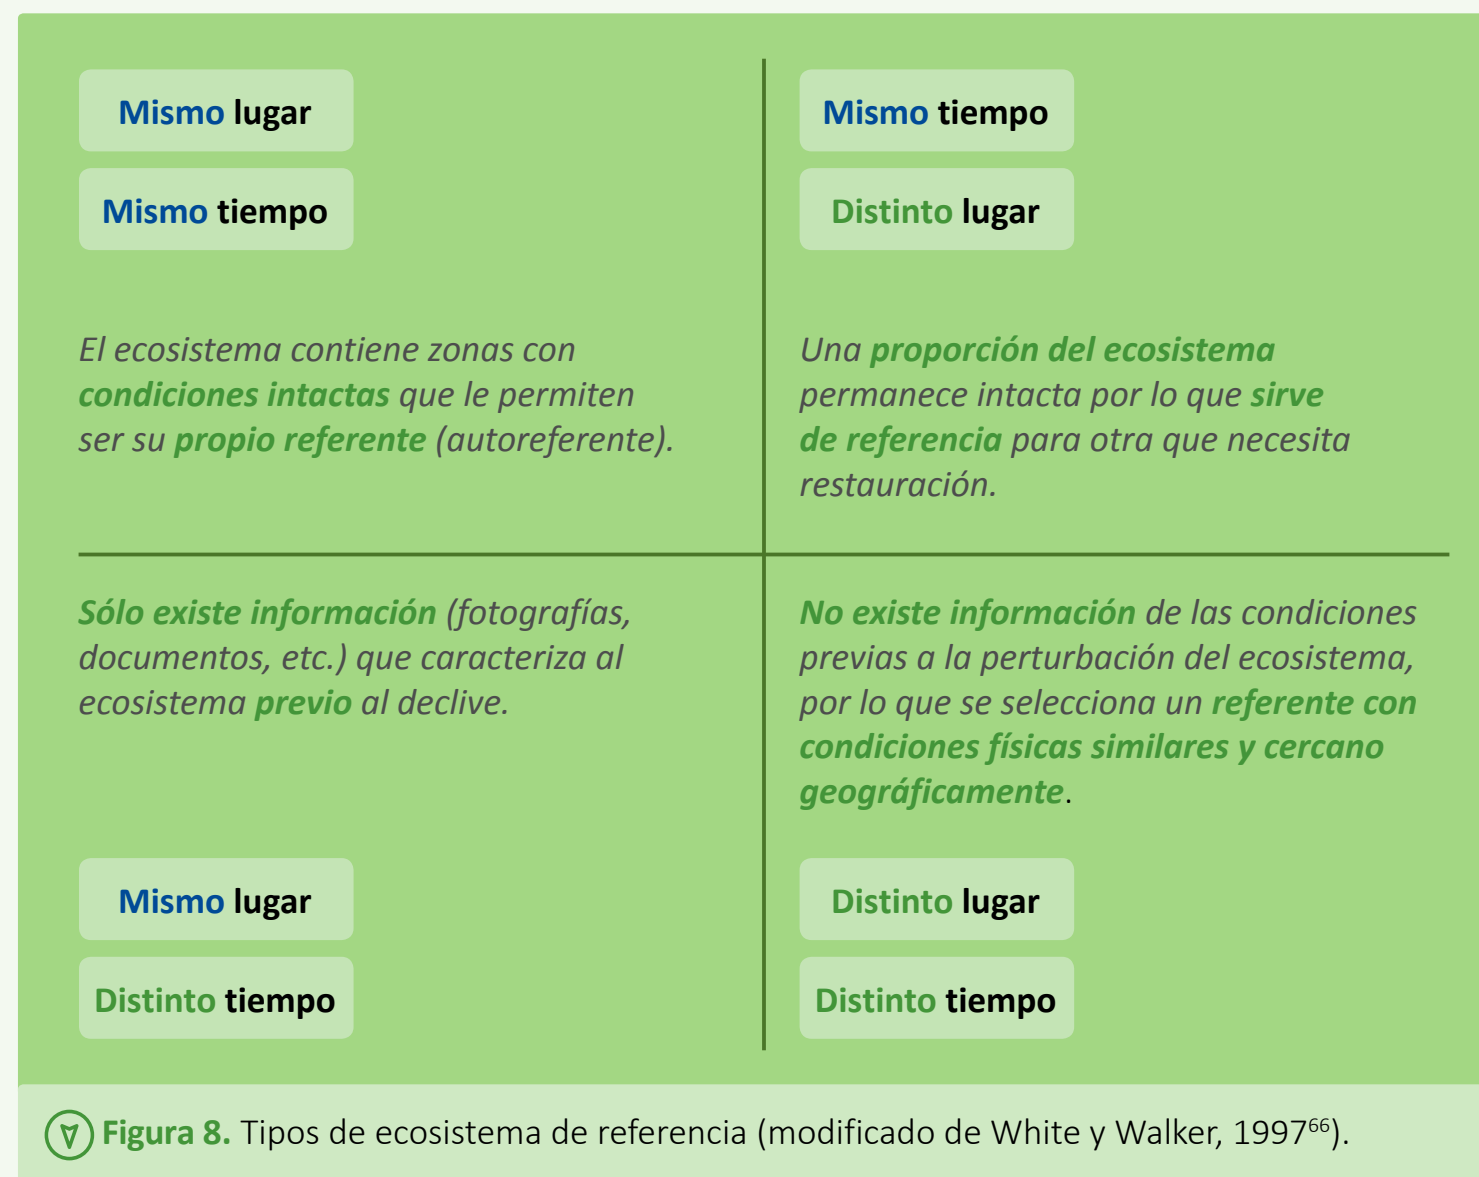 Mismo lugar
Mismo tiempo
El ecosistema contiene zonas con
condiciones intactas que le permiten
ser su propio referente (autoreferente).
Mismo tiempo
Distinto lugar
Una proporción del ecosistema
permanece intacta por lo que sirve
de referencia para otra que necesita
restauración.
Sólo existe información (fotografías,
documentos, etc.) que caracteriza al
ecosistema previo al declive.
Mismo lugar
Distinto tiempo
No existe información de las condiciones
previas a la perturbación del ecosistema,
por lo que se selecciona un referente con
condiciones físicas similares y cercano
geográficamente.
Distinto lugar
Distinto tiempo
Figura 8. Tipos de ecosistema de referencia (modificado de White y Walker, 1997⁶⁶).